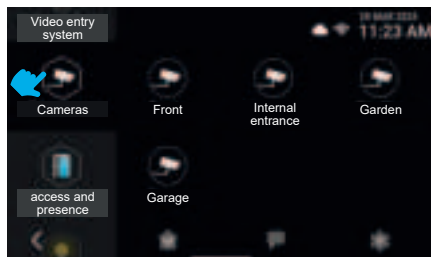 Video entry
system
11:23 AM
Cameras
Front
Internal
entrance
Garden
access and
presence
Garage